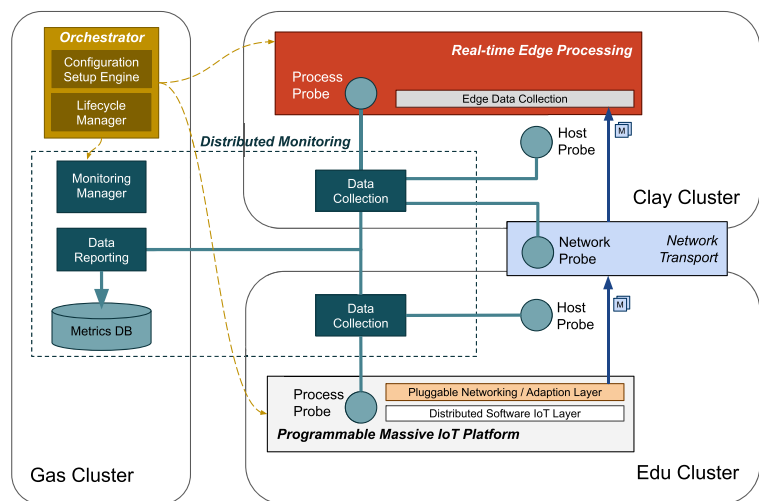 Orchestrator
Configuration
Setup Engine
Lifecycle
Manager
Real-time Edge Processing
Process
Probe
Edge Data Collection
M
Distributed Monitoring
Host
Probe
Monitoring
Manager
Data
Collection
Clay Cluster
Data
Reporting
Network
Probe
Network
Transport
Metrics DB
Data
Collection
Host
Probe
M
Process
Probe
Pluggable Networking / Adaption Layer
Distributed Software IoT Layer
Programmable Massive IoT Platform
Gas Cluster
Edu Cluster